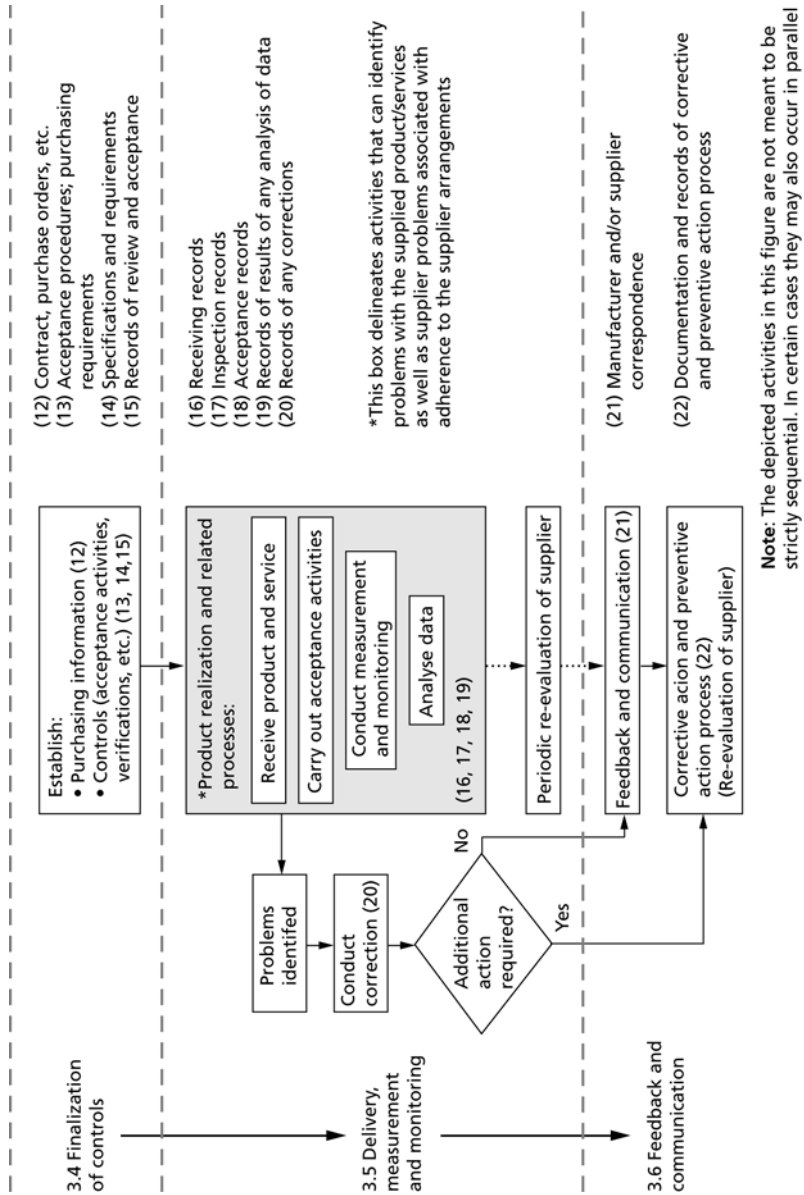 3.4 Finalization
of controls
Establish:
• Purchasing information (12)
• Controls (acceptance activities,
verifications, etc.) (13, 14,15)
(12) Contract, purchase orders, etc.
(13) Acceptance procedures; purchasing
requirements
(14) Specifications and requirements
(15) Records of review and acceptance
3.5 Delivery,
measurement
and monitoring
Problems
identifed
Conduct
correction (20)
Additional
action
required?
No
Yes
*Product realization and related
processes:
Receive product and service
Carry out acceptance activities
Conduct measurement
and monitoring
Analyse data
(16, 17, 18, 19)
Periodic re-evaluation of supplier
(16) Receiving records
(17) Inspection records
(18) Acceptance records
(19) Records of results of any analysis of data
(20) Records of any corrections
*This box delineates activities that can identify
problems with the supplied product/services
as well as supplier problems associated with
adherence to the supplier arrangements
3.6 Feedback and
communication
Feedback and communication (21)
Corrective acion and preventive
action process (22)
(Re-evaluation of supplier)
(21) Manufacturer and/or supplier
correspondence
(22) Documentation and records of corrective
and preventive action process
Note: The depicted activities in this figure are not meant to be
strictly sequential. In certain cases they may also occur in parallel